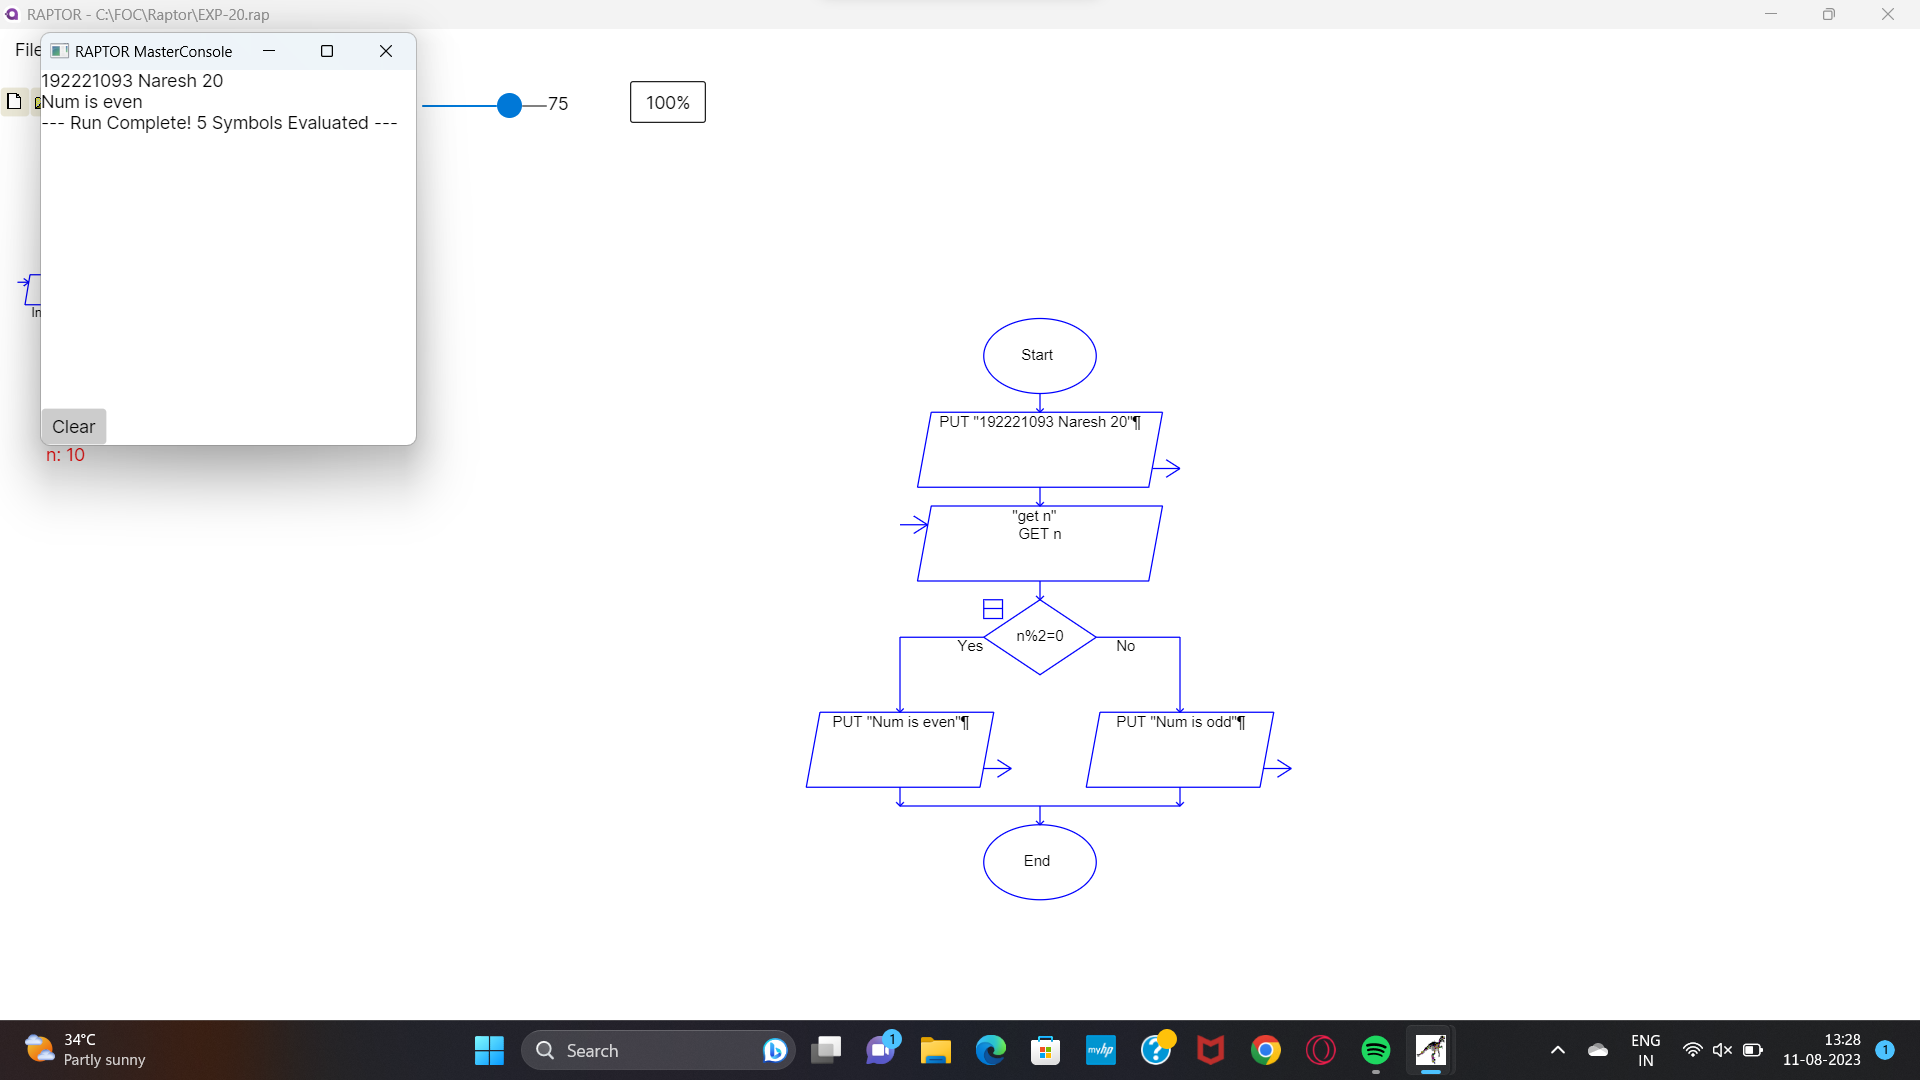 RAPTOR - C:\FOC\Raptor\EXP-20.rap
File
RAPTOR MasterConsole
192221093 Naresh 20
Num is even
--- Run Complete! 5 Symbols Evaluated ---
75
100%
Clear
n: 10
Start
PUT "192221093 Naresh 20"¶
"get n"
GET n
n%2=0
Yes
No
PUT "Num is even"¶
PUT "Num is odd"¶
End
34°C
Partly sunny
Search
1
myhp
ENG
IN
13:28
11-08-2023
1